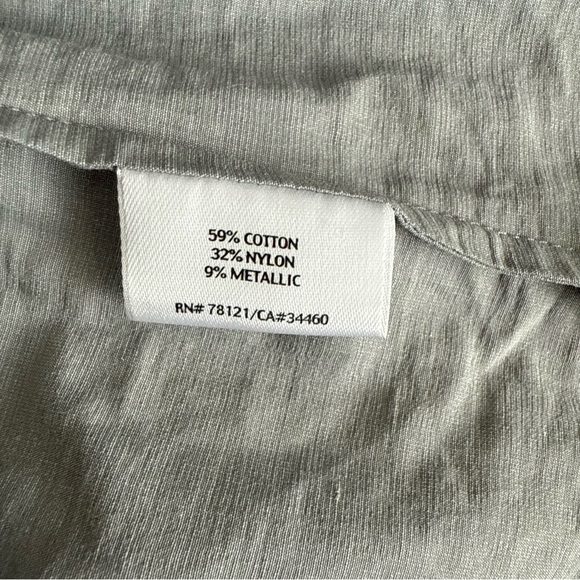 59% COTTON
32% NYLON
9% METALLIC
RN# 78121/CA#34460